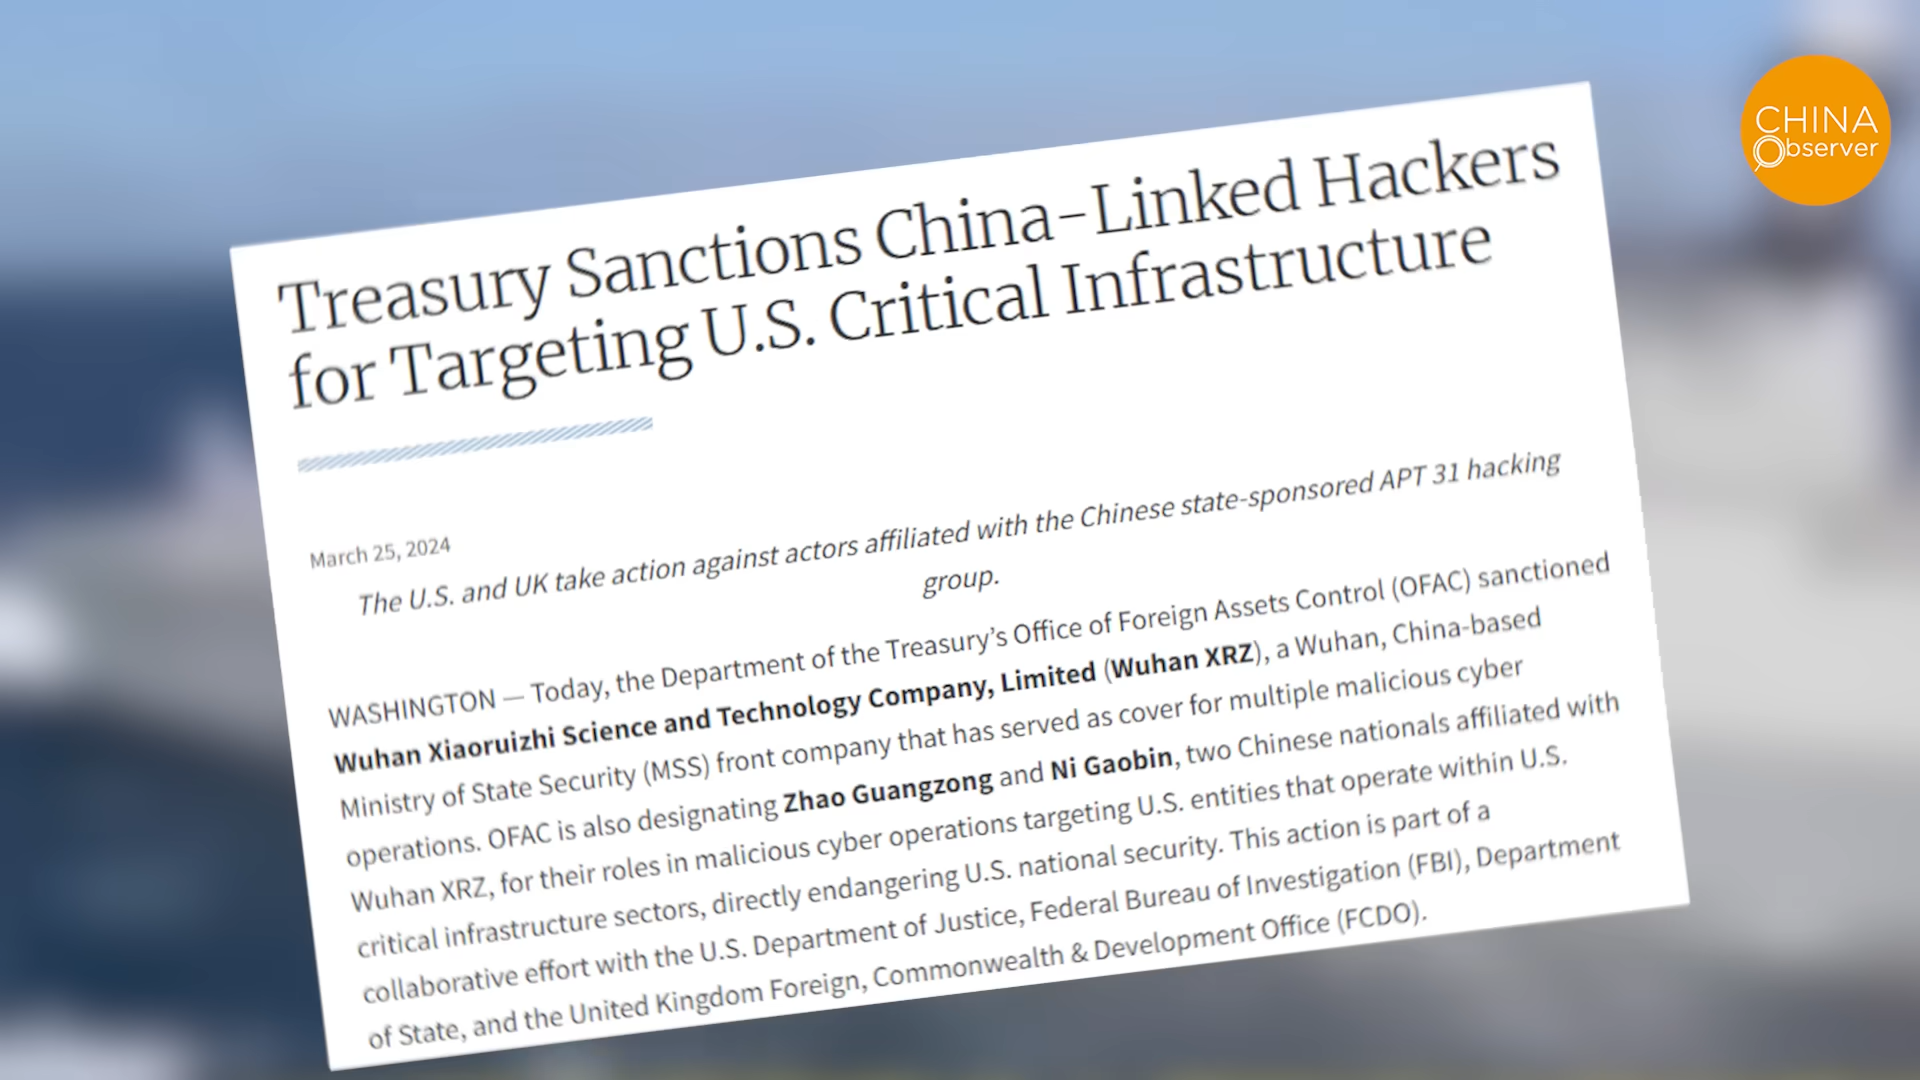 Treasury Sanctions China-Linked Hackers
for Targeting U.S. Critical Infrastructure
March 25, 2024
The U.S. and UK take action against actors affiliated with the Chinese state-sponsored APT 31 hacking
group.
WASHINGTON — Today, the Department of the Treasury’s Office of Foreign Assets Control (OFAC) sanctioned
Wuhan Xiaoruizhi Science and Technology Company, Limited (Wuhan XRZ), a Wuhan, China-based
Ministry of State Security (MSS) front company that has served as cover for multiple malicious cyber
operations. OFAC is also designating Zhao Guangzong and Ni Gaobin, two Chinese nationals affiliated with
Wuhan XRZ, for their roles in malicious cyber operations targeting U.S. entities that operate within U.S.
critical infrastructure sectors, directly endangering U.S. national security. This action is part of a
collaborative effort with the U.S. Department of Justice, Federal Bureau of Investigation (FBI), Department
of State, and the United Kingdom Foreign, Commonwealth & Development Office (FCDO).
CHINA
Observer